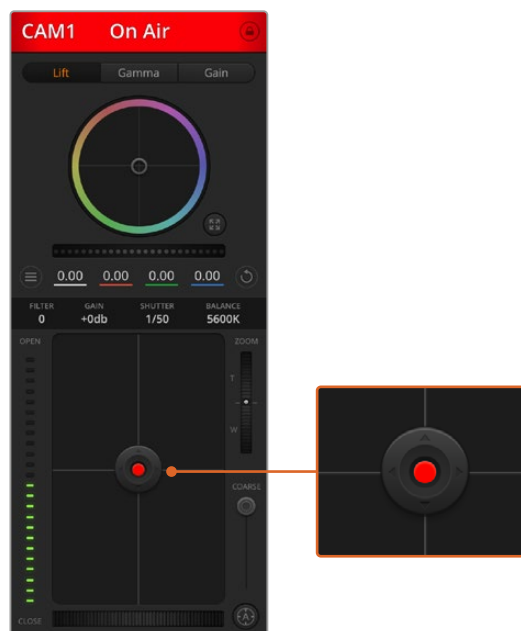 CAM1 On Air
Lift Gamma Gain
0.00 0.00 0.00 0.00
FILTER GAIN SHUTTER BALANCE
0 +0db 1/50 5600K
OPEN ZOOM
T
W
COARSE
CLOSE A